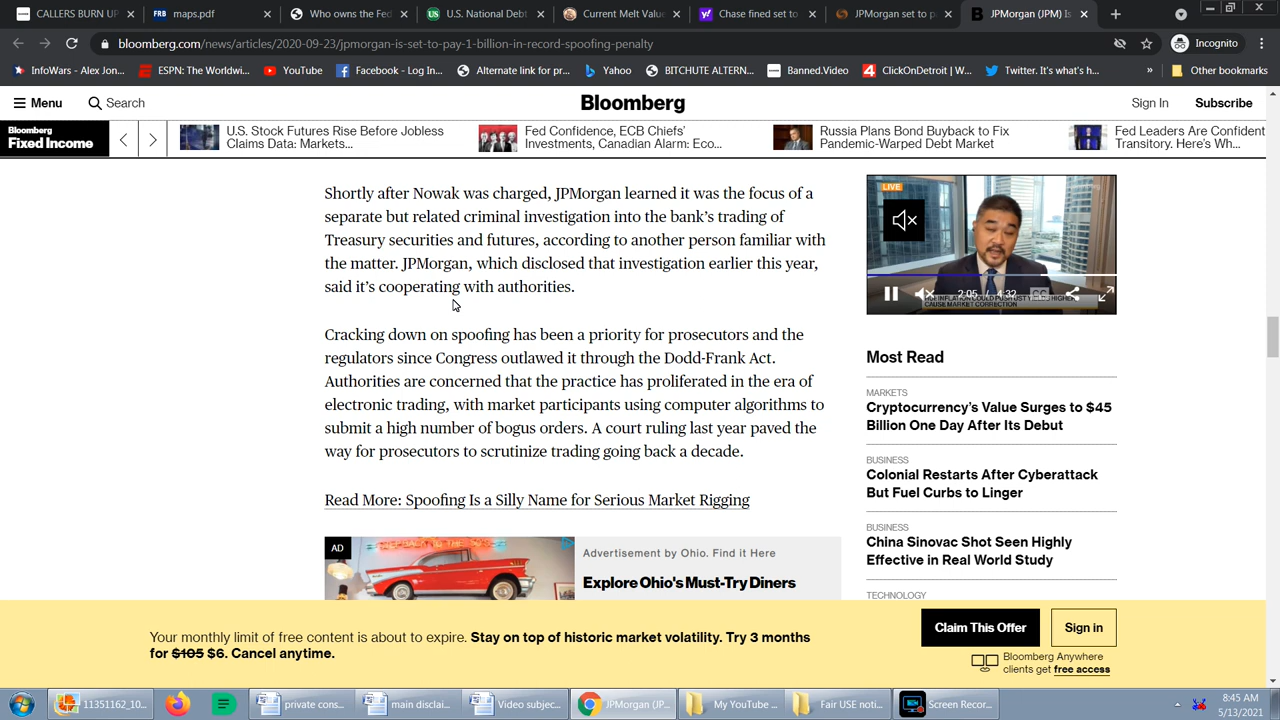 CALLERS BURN UP
FRB maps.pdf
Who owns the Fed
US U.S. National Debt
Current Melt Value
Chase fined set to
JPMorgan set to p
JPMorgan (JPM) Is
bloomberg.com/news/articles/2020-09-23/jpmorgan-is-set-to-pay-1-billion-in-record-spoofing-penalty
Incognito
InfoWars - Alex Jon...
ESPN: The Worldwi...
YouTube
Facebook - Log In...
Alternate link for pr...
Yahoo
BITCHUTE ALTERN...
Banned.Video
ClickOnDetroit | W...
Twitter. It's what's h...
»
Other bookmarks
Menu
Search
Bloomberg
Sign In
Subscribe
Bloomberg
Fixed Income
U.S. Stock Futures Rise Before Jobless
Claims Data: Markets...
Fed Confidence, ECB Chiefs'
Investments, Canadian Alarm: Eco...
Russia Plans Bond Buyback to Fix
Pandemic-Warped Debt Market
Fed Leaders Are Confident
Transitory. Here's Wh...
Shortly after Nowak was charged, JPMorgan learned it was the focus of a
separate but related criminal investigation into the bank's trading of
Treasury securities and futures, according to another person familiar with
the matter. JPMorgan, which disclosed that investigation earlier this year,
said it's cooperating with authorities.
Cracking down on spoofing has been a priority for prosecutors and the
regulators since Congress outlawed it through the Dodd-Frank Act.
Authorities are concerned that the practice has proliferated in the era of
electronic trading, with market participants using computer algorithms to
submit a high number of bogus orders. A court ruling last year paved the
way for prosecutors to scrutinize trading going back a decade.
Read More: Spoofing Is a Silly Name for Serious Market Rigging
AD
Advertisement by Ohio. Find it Here
Explore Ohio's Must-Try Diners
LIVE
2:05 / 4:32
CC
CAUSE MARKET CORRECTION
Most Read
MARKETS
Cryptocurrency's Value Surges to $45
Billion One Day After Its Debut
BUSINESS
Colonial Restarts After Cyberattack
But Fuel Curbs to Linger
BUSINESS
China Sinovac Shot Seen Highly
Effective in Real World Study
TECHNOLOGY
Your monthly limit of free content is about to expire. Stay on top of historic market volatility. Try 3 months
for $105 $6. Cancel anytime.
Claim This Offer
Sign in
Bloomberg Anywhere
clients get free access
11351162_10...
private cons...
main disclai...
Video subjec...
JPMorgan (JP...
My YouTube ...
Fair USE noti...
Screen Recor...
8:45 AM
5/13/2021